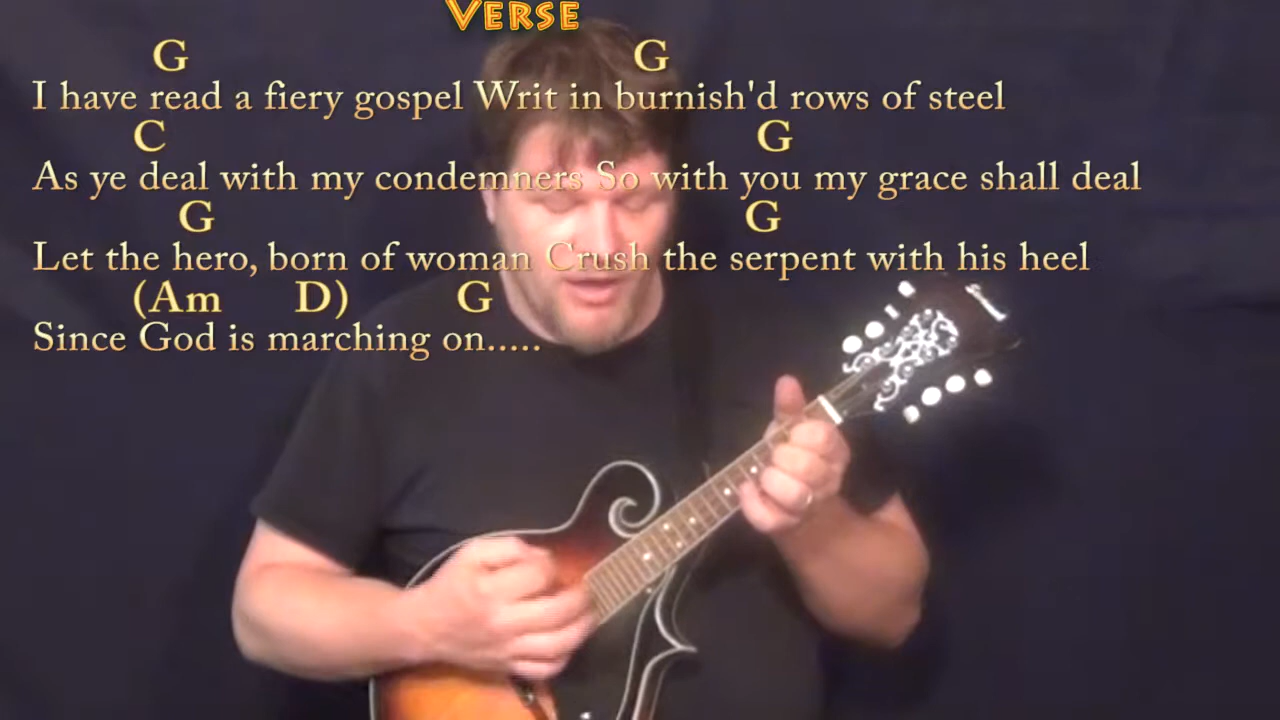 VERSE
G G
I have read a fiery gospel Writ in burnish'd rows of steel
C G
As ye deal with my condemners So with you my grace shall deal
G G
Let the hero, born of woman Crush the serpent with his heel
(Am D) G
Since God is marching on.....